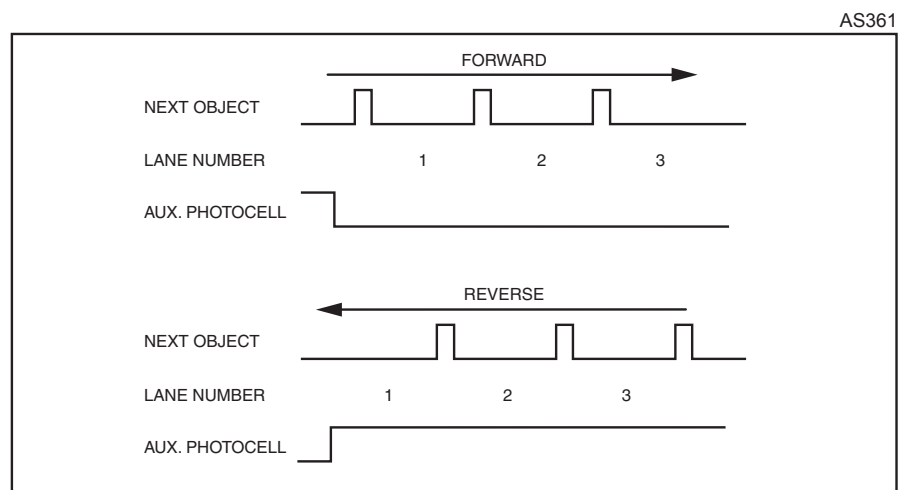 AS361
FORWARD
NEXT OBJECT
LANE NUMBER 1 2 3
AUX. PHOTOCELL
REVERSE
NEXT OBJECT
LANE NUMBER 1 2 3
AUX. PHOTOCELL